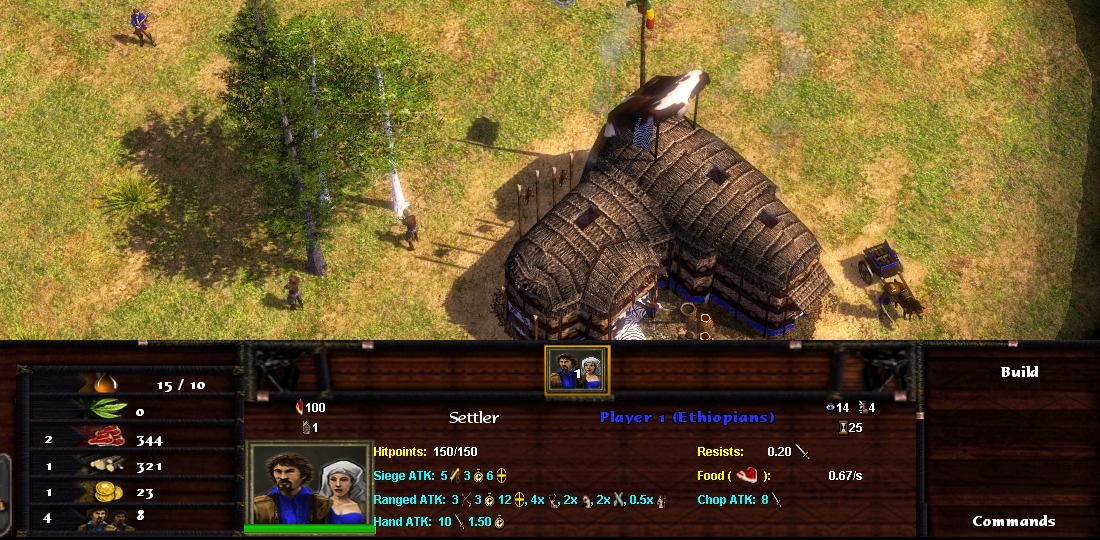 1
Build
15 / 10
0
2 344
1 321
1 23
4 8
100 Settler Player 1 (Ethiopians) 14 4
1 25
Hitpoints: 150/150 Resists: 0.20
Siege ATK: 5 3 6 Food ( ): 0.67/s
Ranged ATK: 3 3 12 , 4x , 2x , 2x , 0.5x Chop ATK: 8
Hand ATK: 10 1.50
Commands